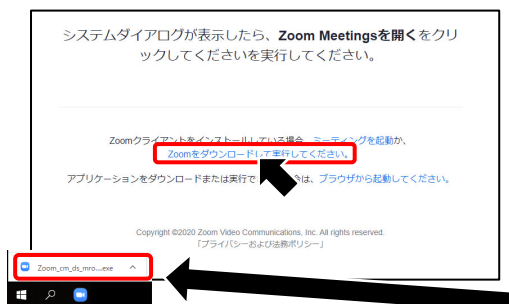 システムダイアログが表示したら、Zoom Meetingsを開くをクリ
ックしてくださいを実行してください。
Zoomクライアントをインストールしている場合、ミーティングを起動か、
Zoomをダウンロードして実行してください。
アプリケーションをダウンロードまたは実行で は、ブラウザから起動してください。
Copyright ©2020 Zoom Video Communications, Inc. All rights reserved.
「プライバシーおよび法務ポリシー」
Zoom_cm_ds_mro....exe